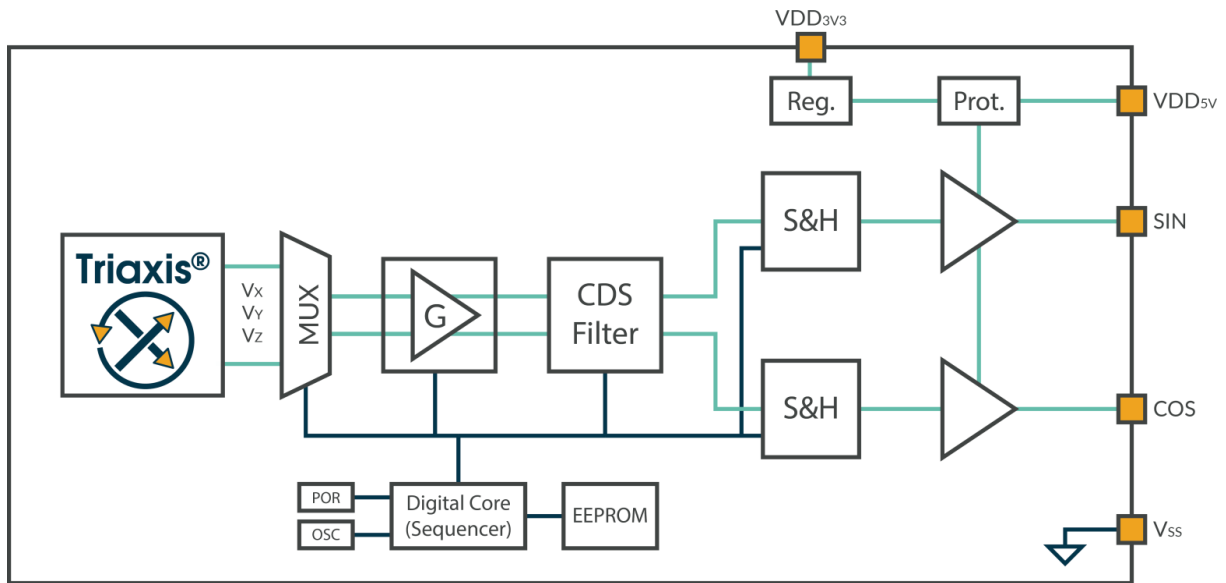 VDD3V3
Reg.
Prot.
VDD5V
S&H
SIN
Triaxis®
VX
VY
VZ
MUX
G
CDS
Filter
S&H
COS
POR
OSC
Digital Core
(Sequencer)
EEPROM
VSS